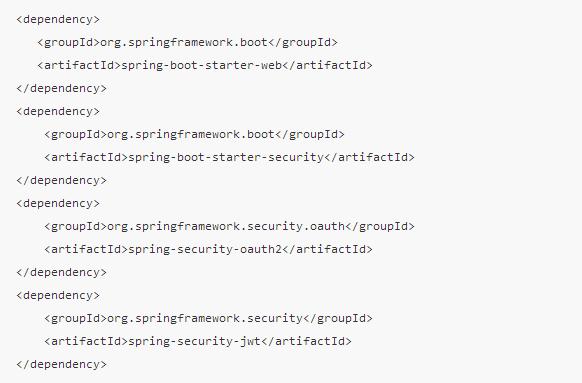 <dependency>
   <groupId>org.springframework.boot</groupId>
   <artifactId>spring-boot-starter-web</artifactId>
</dependency>
<dependency>
    <groupId>org.springframework.boot</groupId>
    <artifactId>spring-boot-starter-security</artifactId>
</dependency>
<dependency>
    <groupId>org.springframework.security.oauth</groupId>
    <artifactId>spring-security-oauth2</artifactId>
</dependency>
<dependency>
    <groupId>org.springframework.security</groupId>
    <artifactId>spring-security-jwt</artifactId>
</dependency>